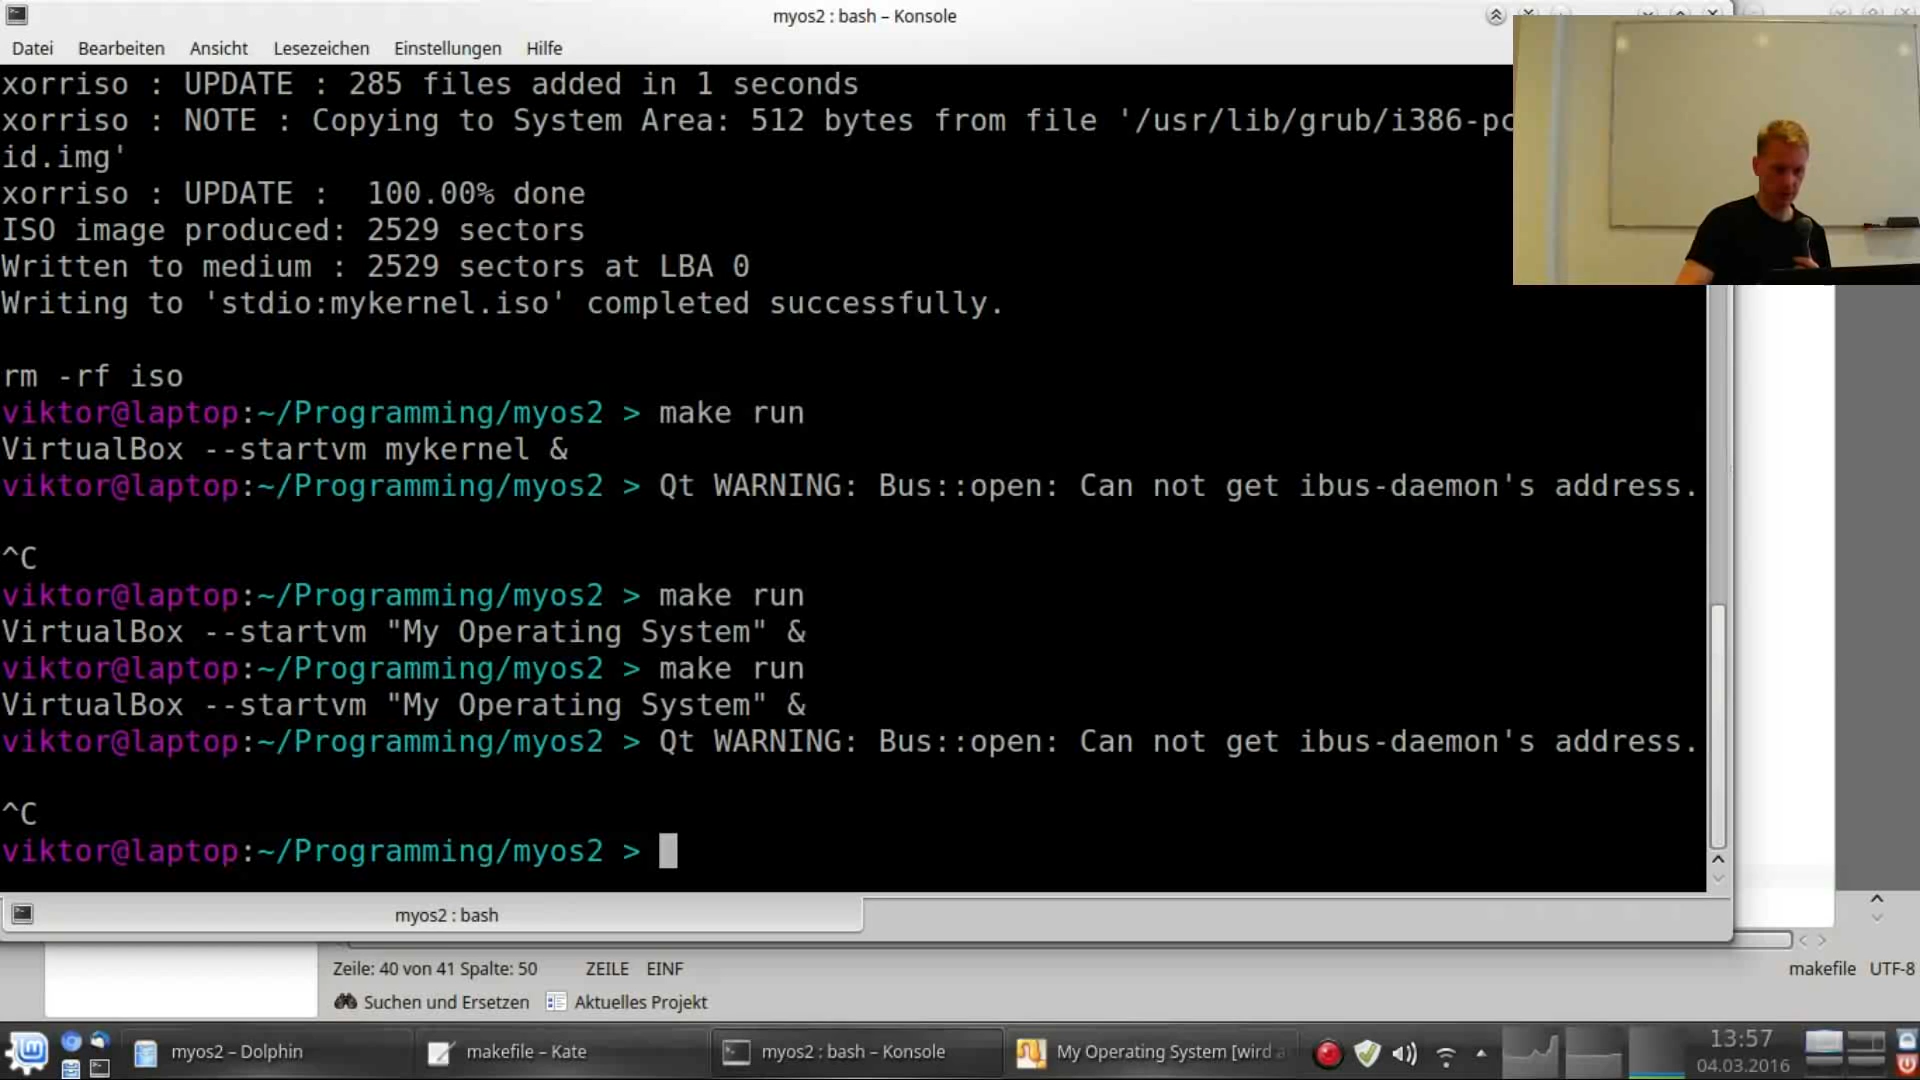 myos2 : bash – Konsole
Datei Bearbeiten Ansicht Lesezeichen Einstellungen Hilfe
xorriso : UPDATE : 285 files added in 1 seconds
xorriso : NOTE : Copying to System Area: 512 bytes from file '/usr/lib/grub/i386-pc
id.img'
xorriso : UPDATE :  100.00% done
ISO image produced: 2529 sectors
Written to medium : 2529 sectors at LBA 0
Writing to 'stdio:mykernel.iso' completed successfully.
rm -rf iso
viktor@laptop:~/Programming/myos2 > make run
VirtualBox --startvm mykernel &
viktor@laptop:~/Programming/myos2 > Qt WARNING: Bus::open: Can not get ibus-daemon's address.
^C
viktor@laptop:~/Programming/myos2 > make run
VirtualBox --startvm "My Operating System" &
viktor@laptop:~/Programming/myos2 > make run
VirtualBox --startvm "My Operating System" &
viktor@laptop:~/Programming/myos2 > Qt WARNING: Bus::open: Can not get ibus-daemon's address.
^C
viktor@laptop:~/Programming/myos2 >
myos2 : bash
Zeile: 40 von 41 Spalte: 50 ZEILE EINF makefile UTF-8
Suchen und Ersetzen Aktuelles Projekt
myos2 – Dolphin makefile – Kate myos2 : bash – Konsole My Operating System [wird a 13:57
04.03.2016